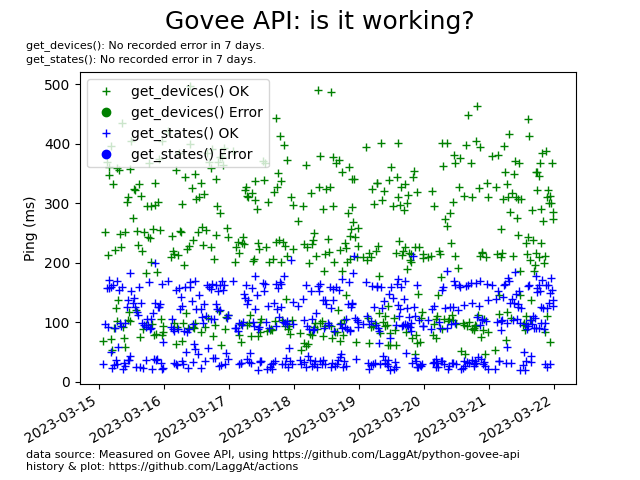 Govee API: is it working?
get_devices(): No recorded error in 7 days.
get_states(): No recorded error in 7 days.
get_devices() OK
get_devices() Error
get_states() OK
get_states() Error
Ping (ms)
500
400
300
200
100
0
2023-03-15
2023-03-16
2023-03-17
2023-03-18
2023-03-19
2023-03-20
2023-03-21
2023-03-22
data source: Measured on Govee API, using https://github.com/LaggAt/python-govee-api
history & plot: https://github.com/LaggAt/actions